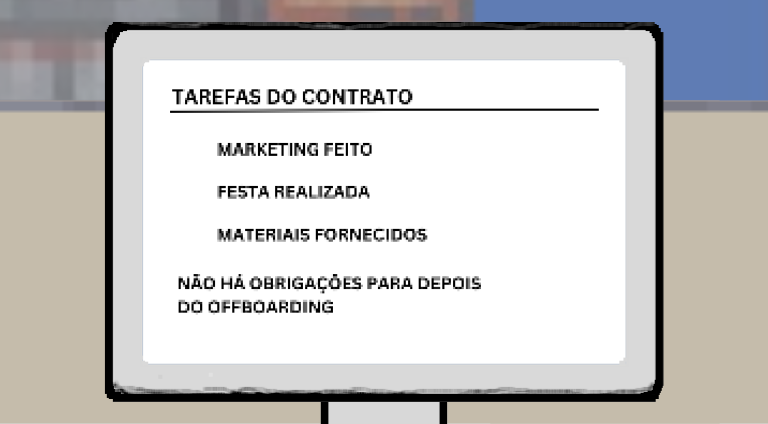 TAREFAS DO CONTRATO
MARKETING FEITO
FESTA REALIZADA
MATERIAIS FORNECIDOS
NÃO HÁ OBRIGAÇÕES PARA DEPOIS
DO OFFBOARDING